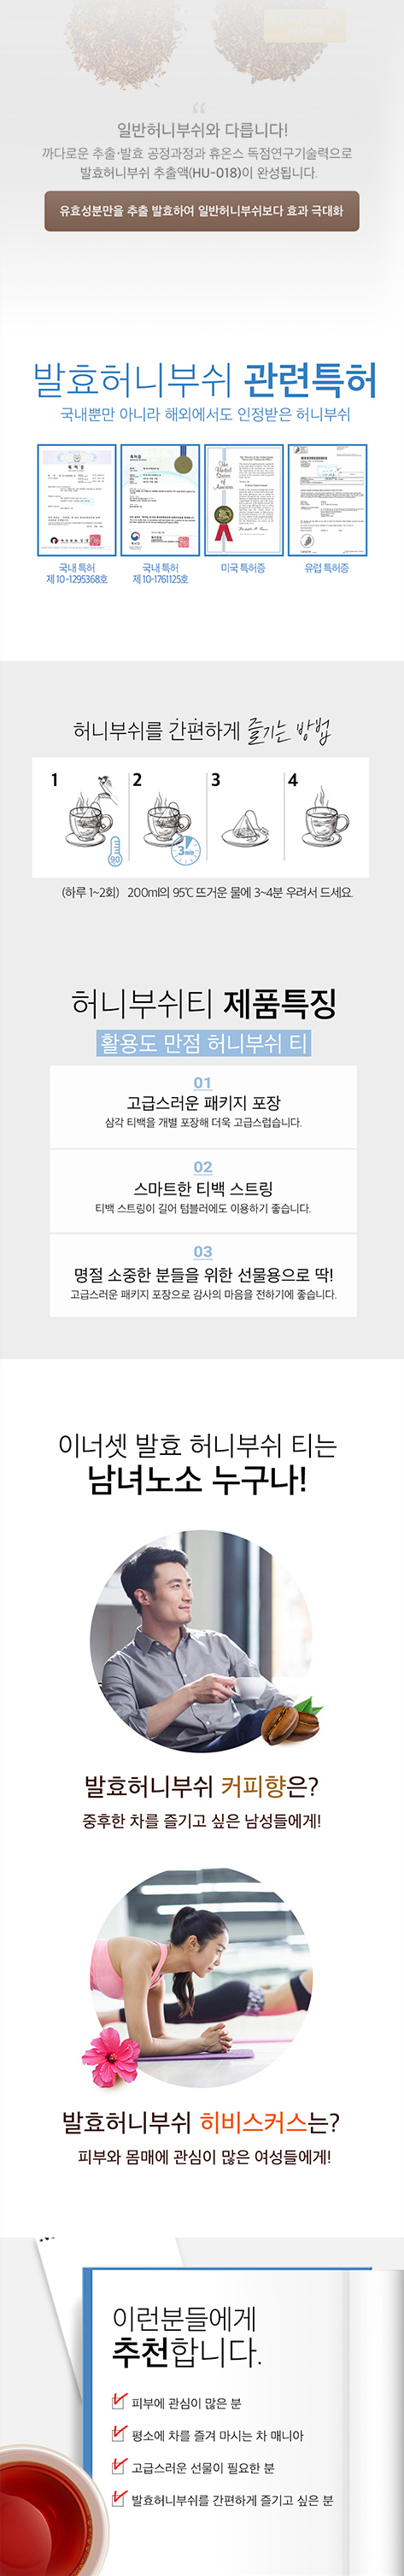 “
일반허니부쉬와 다릅니다!
까다로운 추출·발효 공정과정과 휴온스 독점연구기술력으로
발효허니부쉬 추출액(HU-018)이 완성됩니다.
유효성분만을 추출 발효하여 일반허니부쉬보다 효과 극대화
발효허니부쉬 관련특허
국내뿐만 아니라 해외에서도 인정받은 허니부쉬
특허증
The United States of America
국내 특허
제 10-1295368호
국내 특허
제 10-1761125호
미국 특허증
유럽 특허증
허니부쉬를 간편하게 즐기는 방법
1 2 3 4
90
3min
(하루 1~2회) 200ml의 95℃ 뜨거운 물에 3~4분 우려서 드세요.
허니부쉬티 제품특징
활용도 만점 허니부쉬 티
01
고급스러운 패키지 포장
삼각 티백을 개별 포장해 더욱 고급스럽습니다.
02
스마트한 티백 스트링
티백 스트링이 길어 텀블러에도 이용하기 좋습니다.
03
명절 소중한 분들을 위한 선물용으로 딱!
고급스러운 패키지 포장으로 감사의 마음을 전하기에 좋습니다.
이너셋 발효 허니부쉬 티는
남녀노소 누구나!
발효허니부쉬 커피향은?
중후한 차를 즐기고 싶은 남성들에게!
발효허니부쉬 히비스커스는?
피부와 몸매에 관심이 많은 여성들에게!
이런분들에게
추천합니다.
피부에 관심이 많은 분
평소에 차를 즐겨 마시는 차 매니아
고급스러운 선물이 필요한 분
발효허니부쉬를 간편하게 즐기고 싶은 분